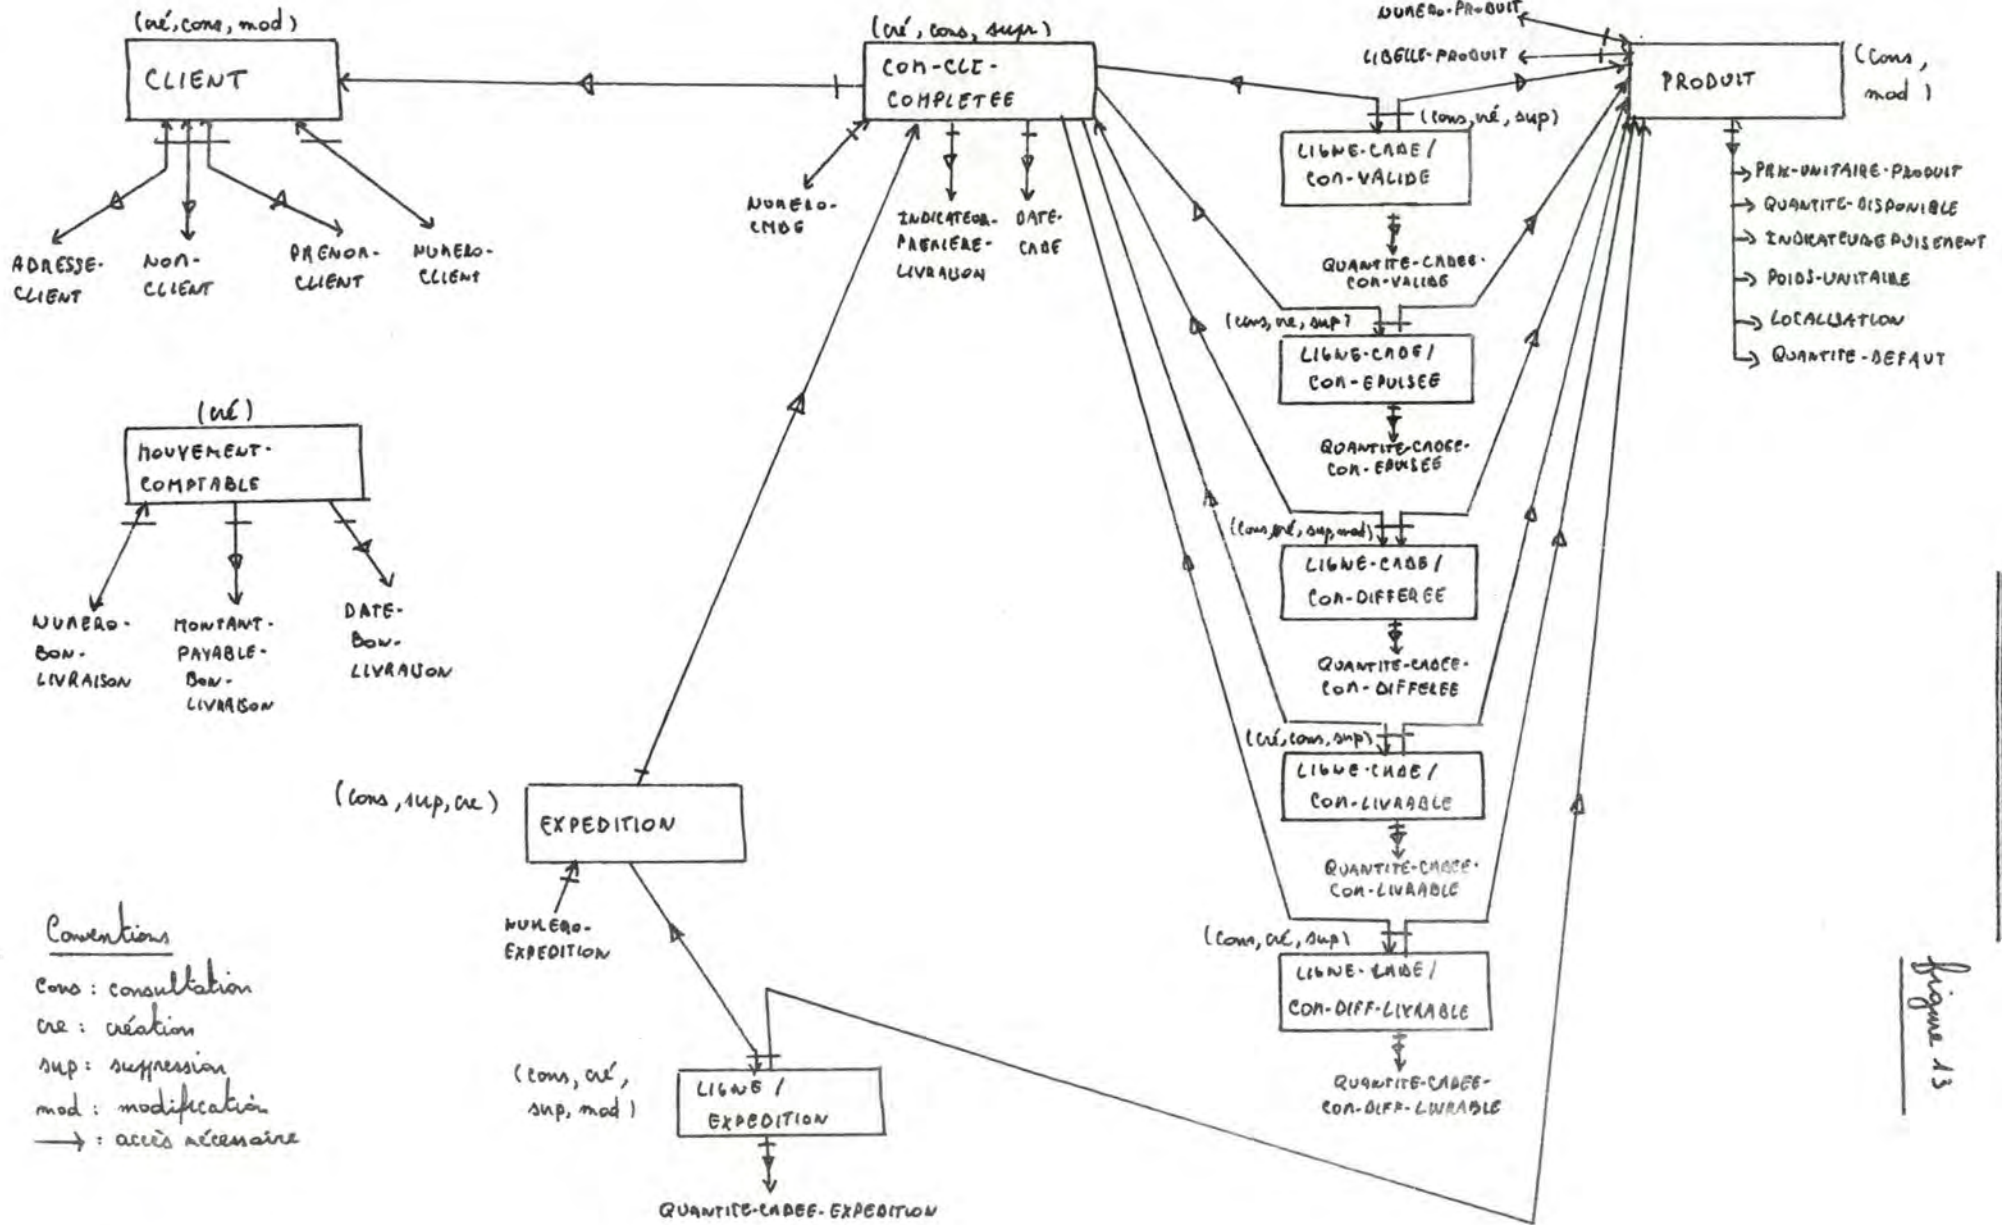 (cré, cons, mod)
CLIENT
ADRESSE-
CLIENT
NOM-
CLIENT
PRENOM-
CLIENT
NUMERO-
CLIENT
(cré, cons, supr)
COM-CLI-
COMPLETEE
NUMERO-
CMDE
INDICATEUR-
PREMIERE-
LIVRAISON
DATE-
CMDE
NUMERO-PRODUIT
LIBELLE-PRODUIT
PRODUIT
(cons,
mod)
PRIX-UNITAIRE-PRODUIT
QUANTITE-DISPONIBLE
INDICATEUR-EPUISEMENT
POIDS-UNITAIRE
LOCALISATION
QUANTITE-DEFAUT
(cons, cré, sup)
LIGNE-CMDE/
COM-VALIDE
QUANTITE-CMDEE-
COM-VALIDE
(cons, cre, sup)
LIGNE-CMDE/
COM-EPUISEE
QUANTITE-CMDEE-
COM-EPUISEE
(cons, cré, sup, mod)
LIGNE-CMDE/
COM-DIFFEREE
QUANTITE-CMDEE-
COM-DIFFEREE
(cré, cons, sup)
LIGNE-CMDE/
COM-LIVRABLE
QUANTITE-CMDEE-
COM-LIVRABLE
(cons, cré, sup)
LIGNE-CMDE/
COM-DIFF-LIVRABLE
QUANTITE-CMDEE-
COM-DIFF-LIVRABLE
(cré)
MOUVEMENT-
COMPTABLE
NUMERO-
BON-
LIVRAISON
MONTANT-
PAYABLE-
BON-
LIVRAISON
DATE-
BON-
LIVRAISON
(cons, sup, cre)
EXPEDITION
NUMERO-
EXPEDITION
(cons, cré,
sup, mod)
LIGNE/
EXPEDITION
QUANTITE-CMDEE-EXPEDITION
Conventions
cons : consultation
cre : création
sup : suppression
mod : modification
→ : accès nécessaire
figure 13